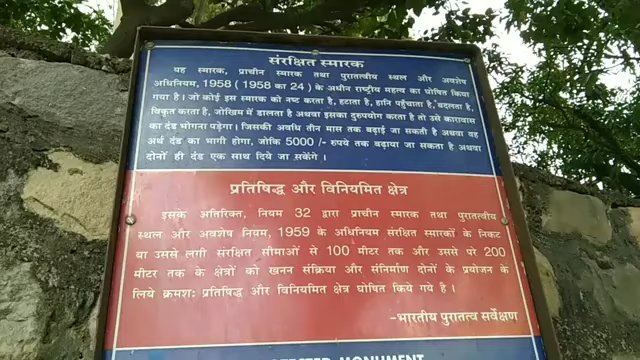 संरक्षित स्मारक
यह स्मारक, प्राचीन स्मारक तथा पुरातत्वीय स्थल और अवशेष
अधिनियम, 1958 ( 1958 का 24 ) के अधीन राष्ट्रीय महत्व का घोषित किया
गया है। जो कोई इस स्मारक को नष्ट करता है, हटाता है, हानि पहुँचाता है, बदलता है,
विकृत करता है, जोखिम में डालता है अथवा इसका दुरुपयोग करता है तो उसे कारावास
का दंड भोगना पड़ेगा। जिसकी अवधि तीन मास तक बढ़ाई जा सकती है अथवा वह
अर्थ दंड का भागी होगा, जोकि 5000 /- रुपये तक बढ़ाया जा सकता है अथवा
दोनों ही दंड एक साथ दिये जा सकेंगे ।
प्रतिषिद्ध और विनियमित क्षेत्र
इसके अतिरिक्त, नियम 32 द्वारा प्राचीन स्मारक तथा पुरातत्वीय
स्थल और अवशेष नियम, 1959 के अधिनियम संरक्षित स्मारकों के निकट
या उससे लगी संरक्षित सीमाओं से 100 मीटर तक और उससे परे 200
मीटर तक के क्षेत्रों को खनन संक्रिया और संनिर्माण दोनों के प्रयोजन के
लिये क्रमशः प्रतिषिद्ध और विनियमित क्षेत्र घोषित किये गये है ।
-भारतीय पुरातत्व सर्वेक्षण
PROTECTED MONUMENT